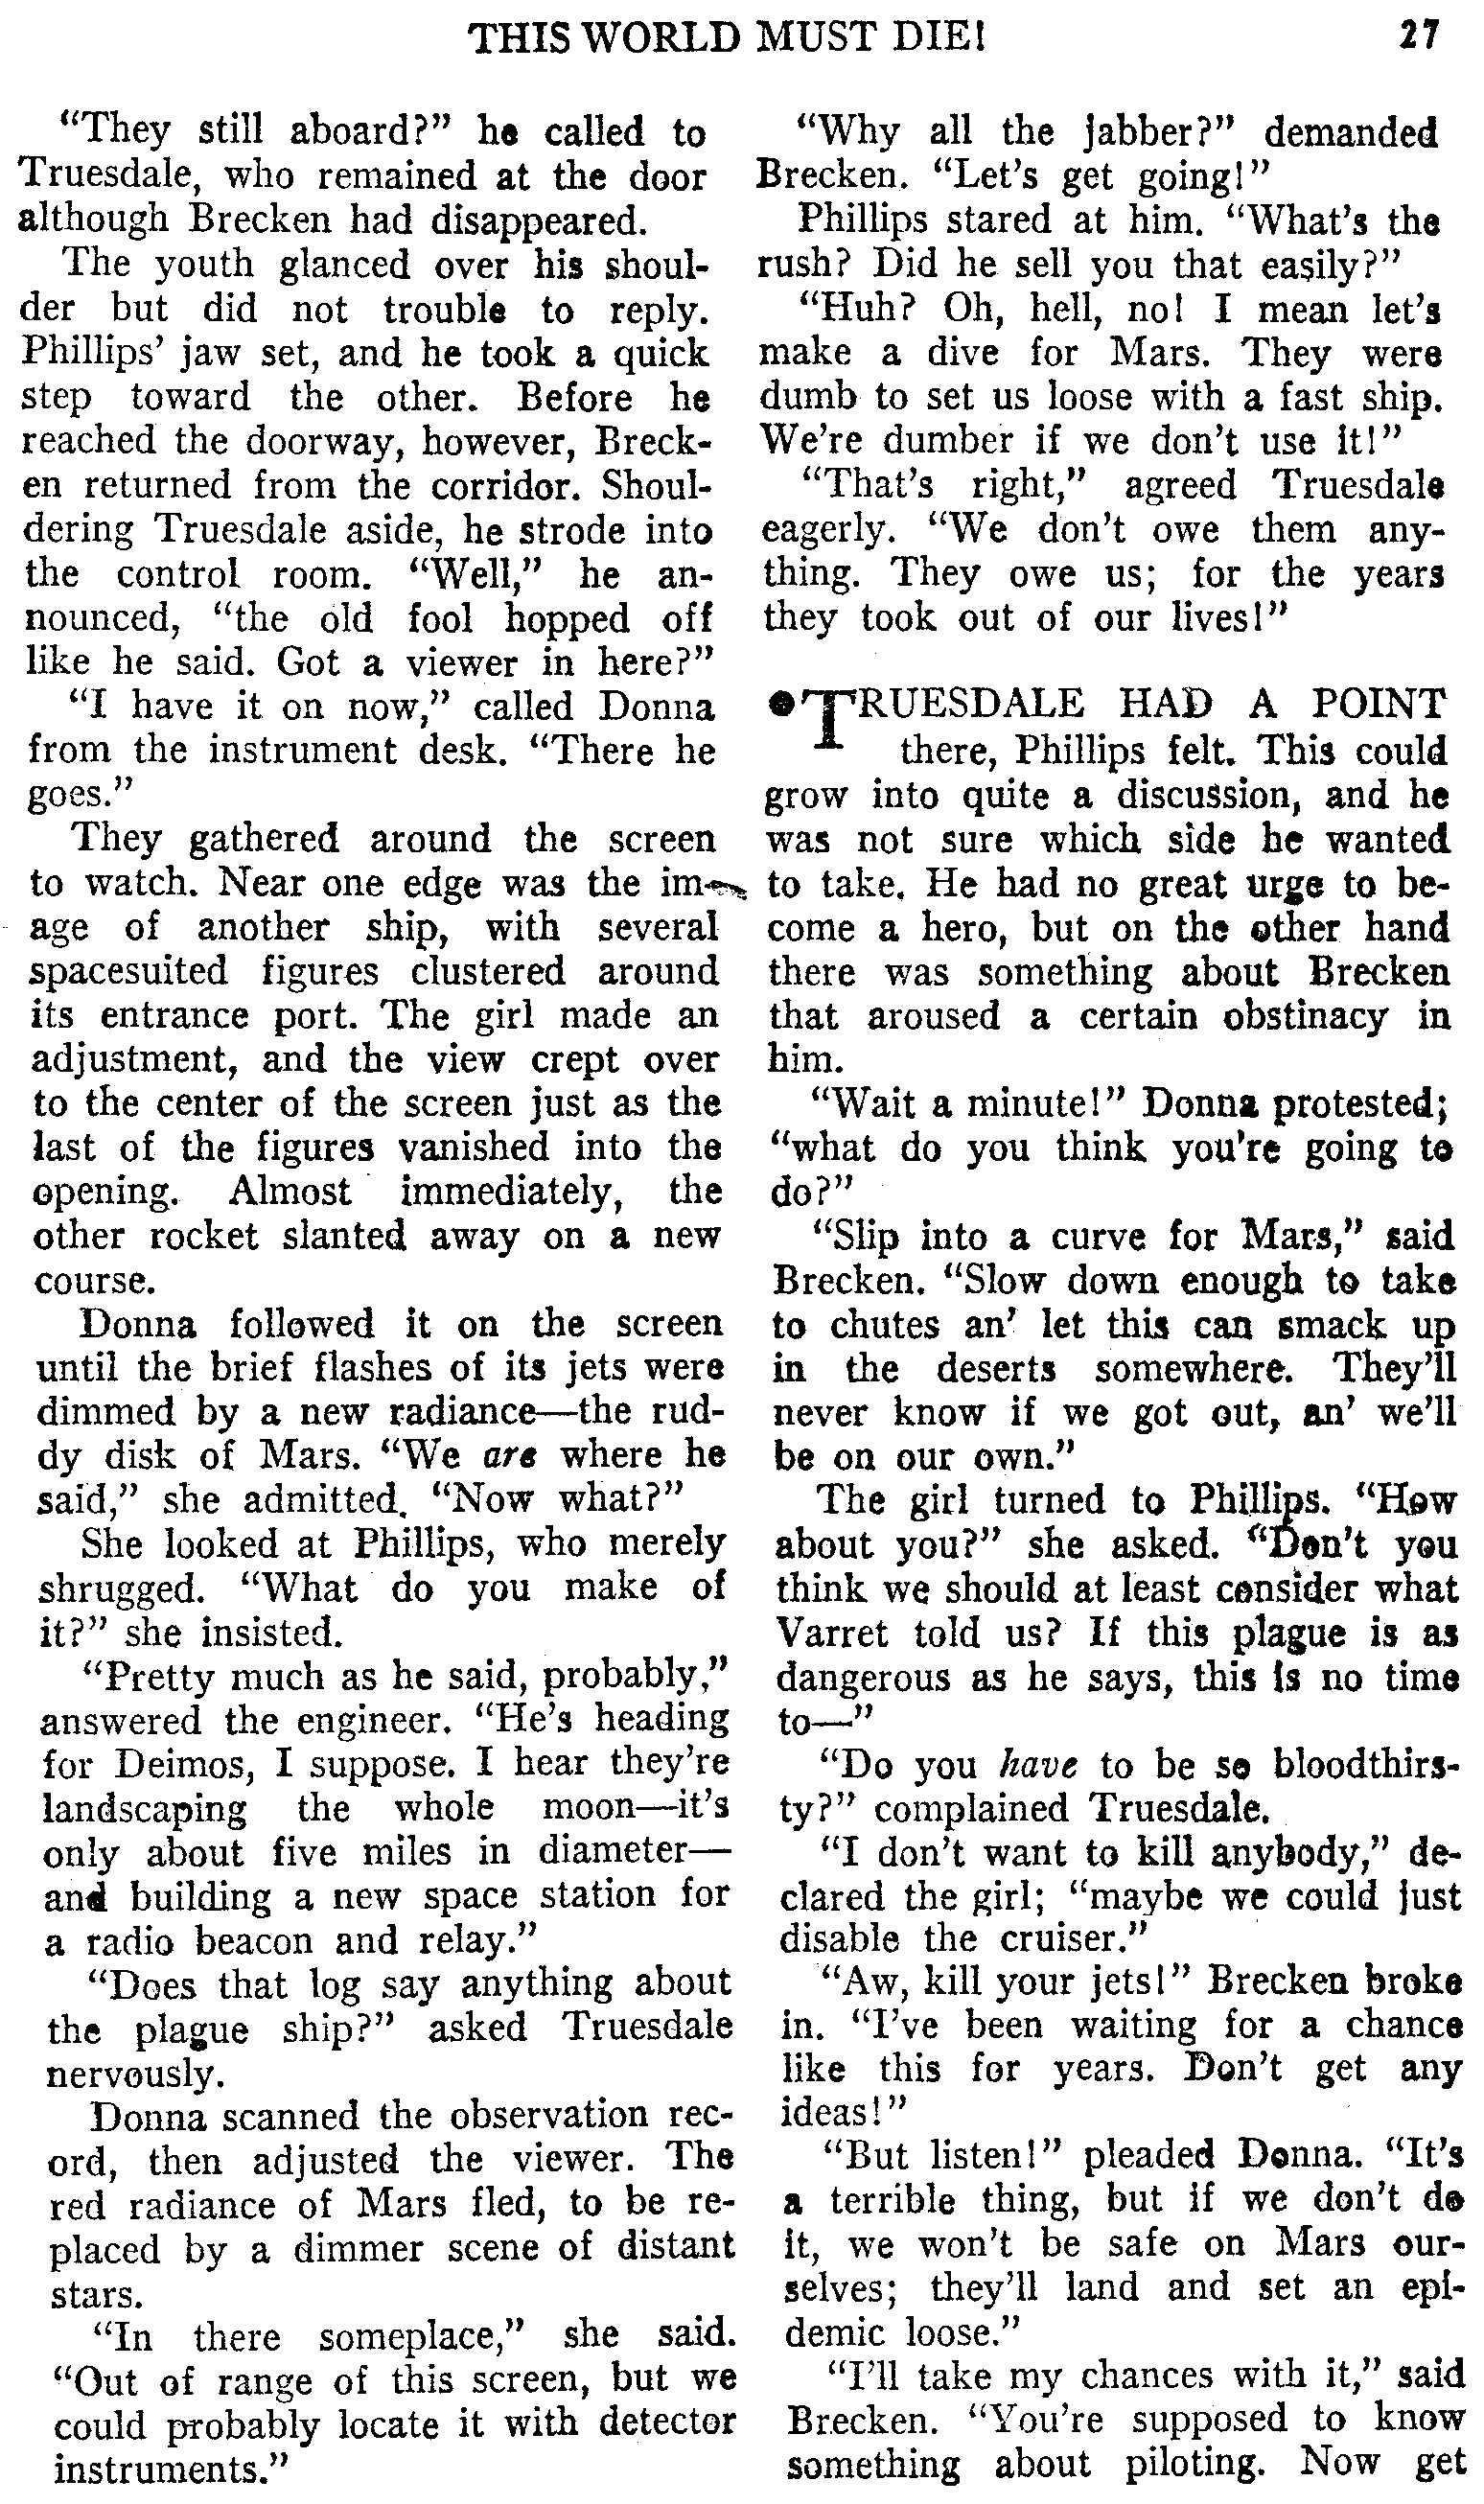 THIS WORLD MUST DIE! 27
“They still aboard?” he called to
Truesdale, who remained at the door
although Brecken had disappeared.
The youth glanced over his shoul-
der but did not trouble to reply.
Phillips’ jaw set, and he took a quick
step toward the other. Before he
reached the doorway, however, Breck-
en returned from the corridor. Shoul-
dering Truesdale aside, he strode into
the control room. “Well,” he an-
nounced, “the old fool hopped off
like he said. Got a viewer in here?”
“I have it on now,” called Donna
from the instrument desk. “There he
goes.”
They gathered around the screen
to watch. Near one edge was the im-
age of another ship, with several
spacesuited figures clustered around
its entrance port. The girl made an
adjustment, and the view crept over
to the center of the screen just as the
last of the figures vanished into the
opening. Almost immediately, the
other rocket slanted away on a new
course.
Donna followed it on the screen
until the brief flashes of its jets were
dimmed by a new radiance—the rud-
dy disk of Mars. “We are where he
said,” she admitted. “Now what?”
She looked at Phillips, who merely
shrugged. “What do you make of
it?” she insisted.
“Pretty much as he said, probably,”
answered the engineer. “He’s heading
for Deimos, I suppose. I hear they’re
landscaping the whole moon—it’s
only about five miles in diameter—
and building a new space station for
a radio beacon and relay.”
“Does that log say anything about
the plague ship?” asked Truesdale
nervously.
Donna scanned the observation rec-
ord, then adjusted the viewer. The
red radiance of Mars fled, to be re-
placed by a dimmer scene of distant
stars.
“In there someplace,” she said.
“Out of range of this screen, but we
could probably locate it with detector
instruments.”
“Why all the jabber?” demanded
Brecken. “Let’s get going!”
Phillips stared at him. “What’s the
rush? Did he sell you that easily?”
“Huh? Oh, hell, no! I mean let’s
make a dive for Mars. They were
dumb to set us loose with a fast ship.
We’re dumber if we don’t use it!”
“That’s right,” agreed Truesdale
eagerly. “We don’t owe them any-
thing. They owe us; for the years
they took out of our lives!”
●TRUESDALE HAD A POINT
there, Phillips felt. This could
grow into quite a discussion, and he
was not sure which side he wanted
to take. He had no great urge to be-
come a hero, but on the other hand
there was something about Brecken
that aroused a certain obstinacy in
him.
“Wait a minute!” Donna protested;
“what do you think you’re going to
do?”
“Slip into a curve for Mars,” said
Brecken. “Slow down enough to take
to chutes an’ let this can smack up
in the deserts somewhere. They’ll
never know if we got out, an’ we’ll
be on our own.”
The girl turned to Phillips. “How
about you?” she asked. “Don’t you
think we should at least consider what
Varret told us? If this plague is as
dangerous as he says, this is no time
to—”
“Do you have to be so bloodthirs-
ty?” complained Truesdale.
“I don’t want to kill anybody,” de-
clared the girl; “maybe we could just
disable the cruiser.”
“Aw, kill your jets!” Brecken broke
in. “I’ve been waiting for a chance
like this for years. Don’t get any
ideas!”
“But listen!” pleaded Donna. “It’s
a terrible thing, but if we don’t do
it, we won’t be safe on Mars our-
selves; they’ll land and set an epi-
demic loose.”
“I’ll take my chances with it,” said
Brecken. “You’re supposed to know
something about piloting. Now get